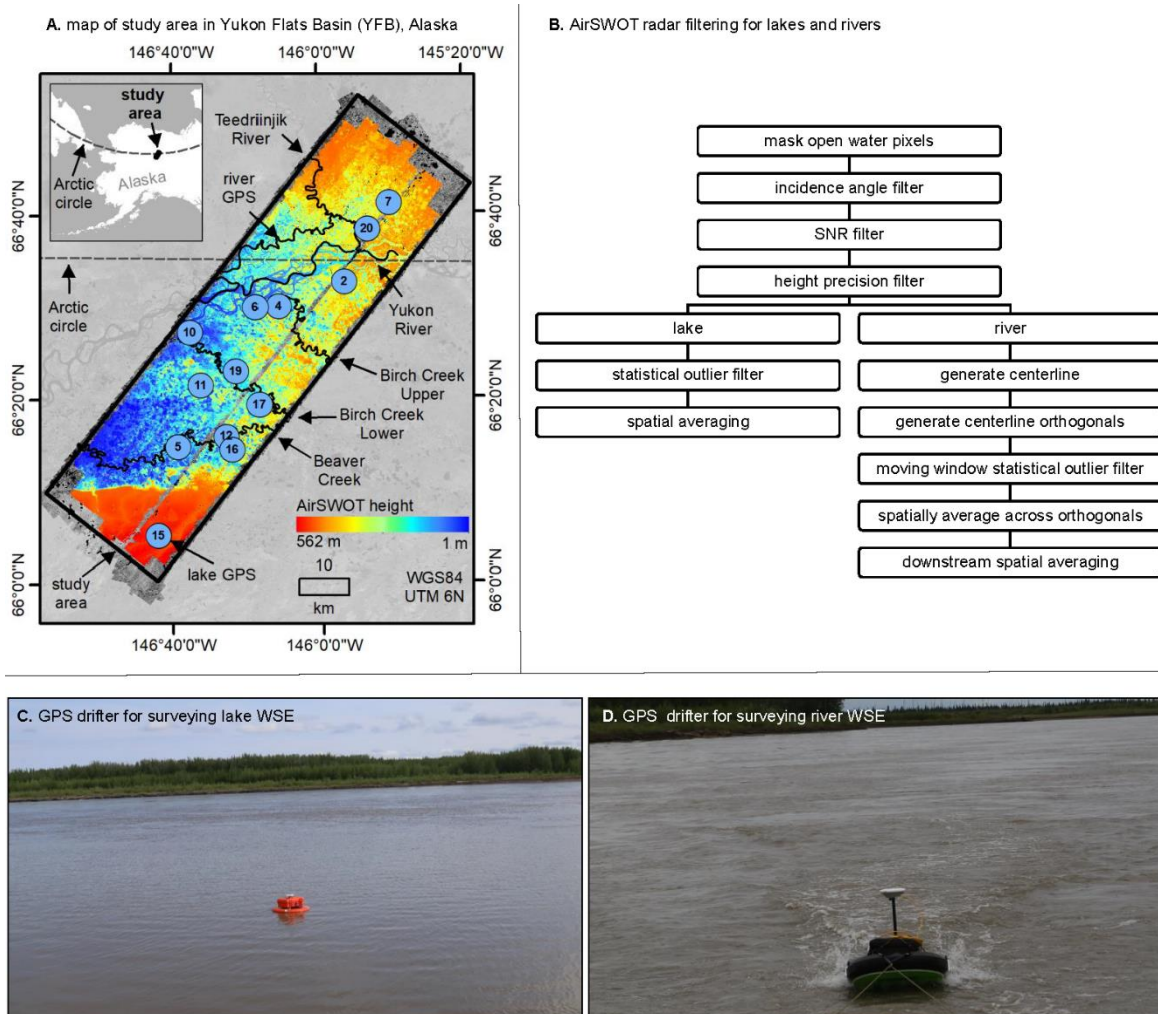 A. map of study area in Yukon Flats Basin (YFB), Alaska
146°40'0"W 146°0'0"W 145°20'0"W
study
area
Arctic
circle
Alaska
Teedriinjik
River
river
GPS
66°40'0"N
66°40'0"N
7
20
2
6
4
10
19
11
17
12
5
16
15
Arctic
circle
Yukon
River
66°20'0"N
66°20'0"N
Birch Creek
Upper
Birch Creek
Lower
Beaver
Creek
AirSWOT height
562 m 1 m
lake GPS
study
area
10
km
WGS84
UTM 6N
66°0'0"N
66°0'0"N
146°40'0"W 146°0'0"W
B. AirSWOT radar filtering for lakes and rivers
mask open water pixels
incidence angle filter
SNR filter
height precision filter
lake
statistical outlier filter
spatial averaging
river
generate centerline
generate centerline orthogonals
moving window statistical outlier filter
spatially average across orthogonals
downstream spatial averaging
C. GPS drifter for surveying lake WSE
D. GPS drifter for surveying river WSE